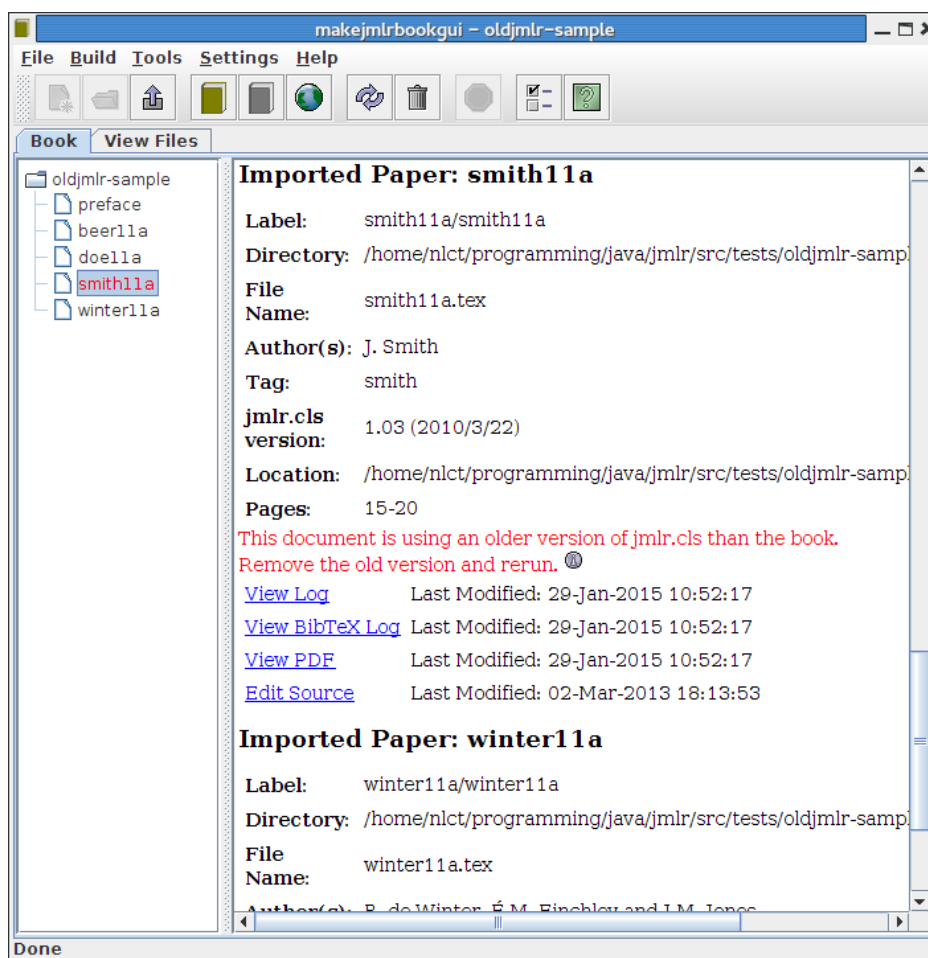 makejmlrbookgui – oldjmlr-sample
File Build Tools Settings Help
Book View Files
oldjmlr-sample
preface
beer11a
doe11a
smith11a
winter11a
Imported Paper: smith11a
Label: smith11a/smith11a
Directory: /home/nlct/programming/java/jmlr/src/tests/oldjmlr-sampl
File
Name: smith11a.tex
Author(s): J. Smith
Tag: smith
jmlr.cls
version: 1.03 (2010/3/22)
Location: /home/nlct/programming/java/jmlr/src/tests/oldjmlr-sampl
Pages: 15-20
This document is using an older version of jmlr.cls than the book.
Remove the old version and rerun.
View Log Last Modified: 29-Jan-2015 10:52:17
View BibTeX Log Last Modified: 29-Jan-2015 10:52:17
View PDF Last Modified: 29-Jan-2015 10:52:17
Edit Source Last Modified: 02-Mar-2013 18:13:53
Imported Paper: winter11a
Label: winter11a/winter11a
Directory: /home/nlct/programming/java/jmlr/src/tests/oldjmlr-sampl
File
Name: winter11a.tex
Author(s): B. de Winter, É.M. Finchley and J.M. Jones
Done